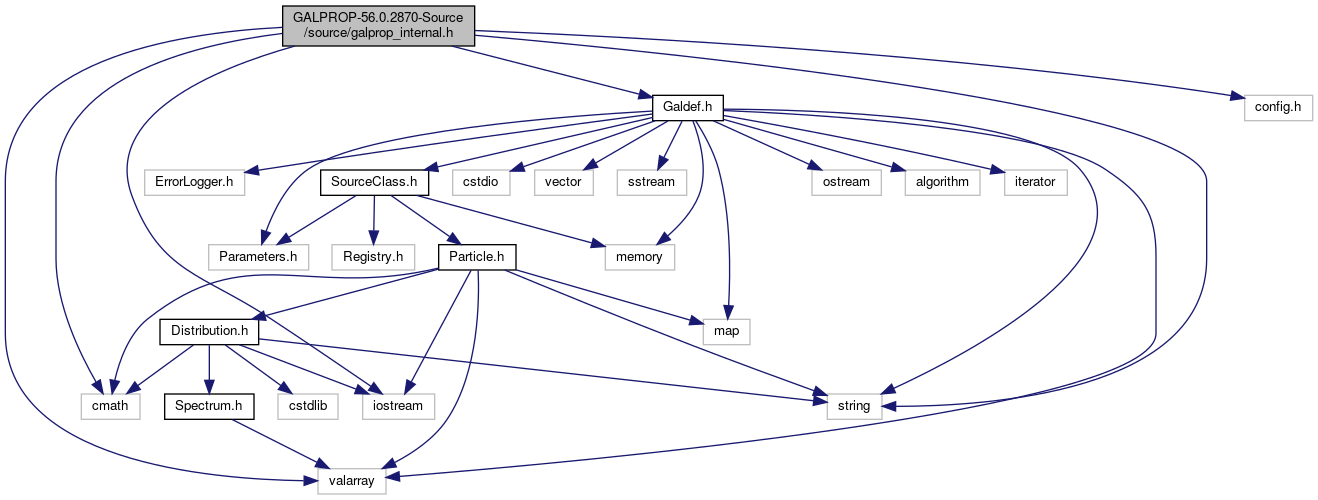 GALPROP-56.0.2870-Source
/source/galprop_internal.h
Galdef.h
config.h
ErrorLogger.h
SourceClass.h
cstdio
vector
sstream
ostream
algorithm
iterator
Parameters.h
Registry.h
Particle.h
memory
Distribution.h
map
cmath
Spectrum.h
cstdlib
iostream
string
valarray